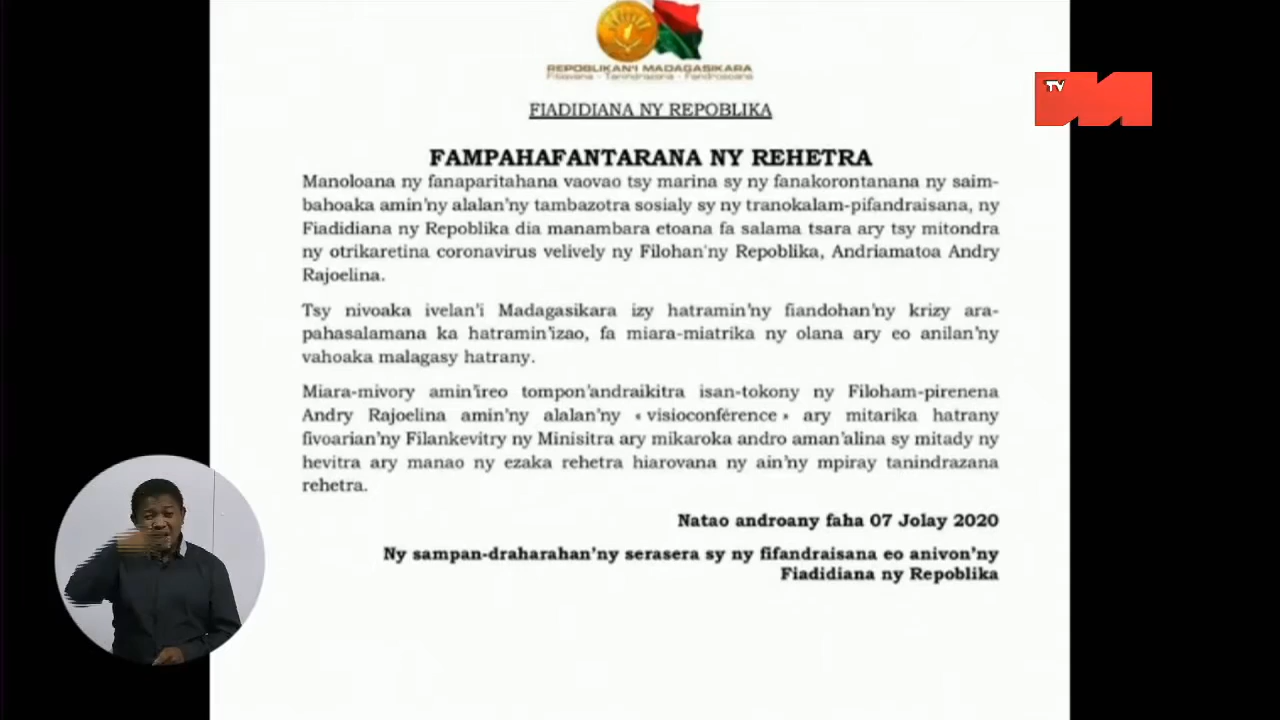 REPOBLIKAN'I MADAGASIKARA
Fitiavana - Tanindrazana - Fandrosoana
TV
FIADIDIANA NY REPOBLIKA
FAMPAHAFANTARANA NY REHETRA
Manoloana ny fanaparitahana vaovao tsy marina sy ny fanakorontanana ny saim-
bahoaka amin'ny alalan'ny tambazotra sosialy sy ny tranokalam-pifandraisana, ny
Fiadidiana ny Repoblika dia manambara etoana fa salama tsara ary tsy mitondra
ny otrikaretina coronavirus velively ny Filohan'ny Repoblika, Andriamatoa Andry
Rajoelina.
Tsy nivoaka ivelan'i Madagasikara izy hatramin'ny fiandohan'ny krizy ara-
pahasalamana ka hatramin'izao, fa miara-miatrika ny olana ary eo anilan'ny
vahoaka malagasy hatrany.
Miara-mivory amin'ireo tompon'andraikitra isan-tokony ny Filoham-pirenena
Andry Rajoelina amin'ny alalan'ny « visioconférence » ary mitarika hatrany
fivoarian'ny Filankevitry ny Minisitra ary mikaroka andro aman'alina sy mitady ny
hevitra ary manao ny ezaka rehetra hiarovana ny ain'ny mpiray tanindrazana
rehetra.
Natao androany faha 07 Jolay 2020
Ny sampan-draharahan'ny serasera sy ny fifandraisana eo anivon'ny
Fiadidiana ny Repoblika